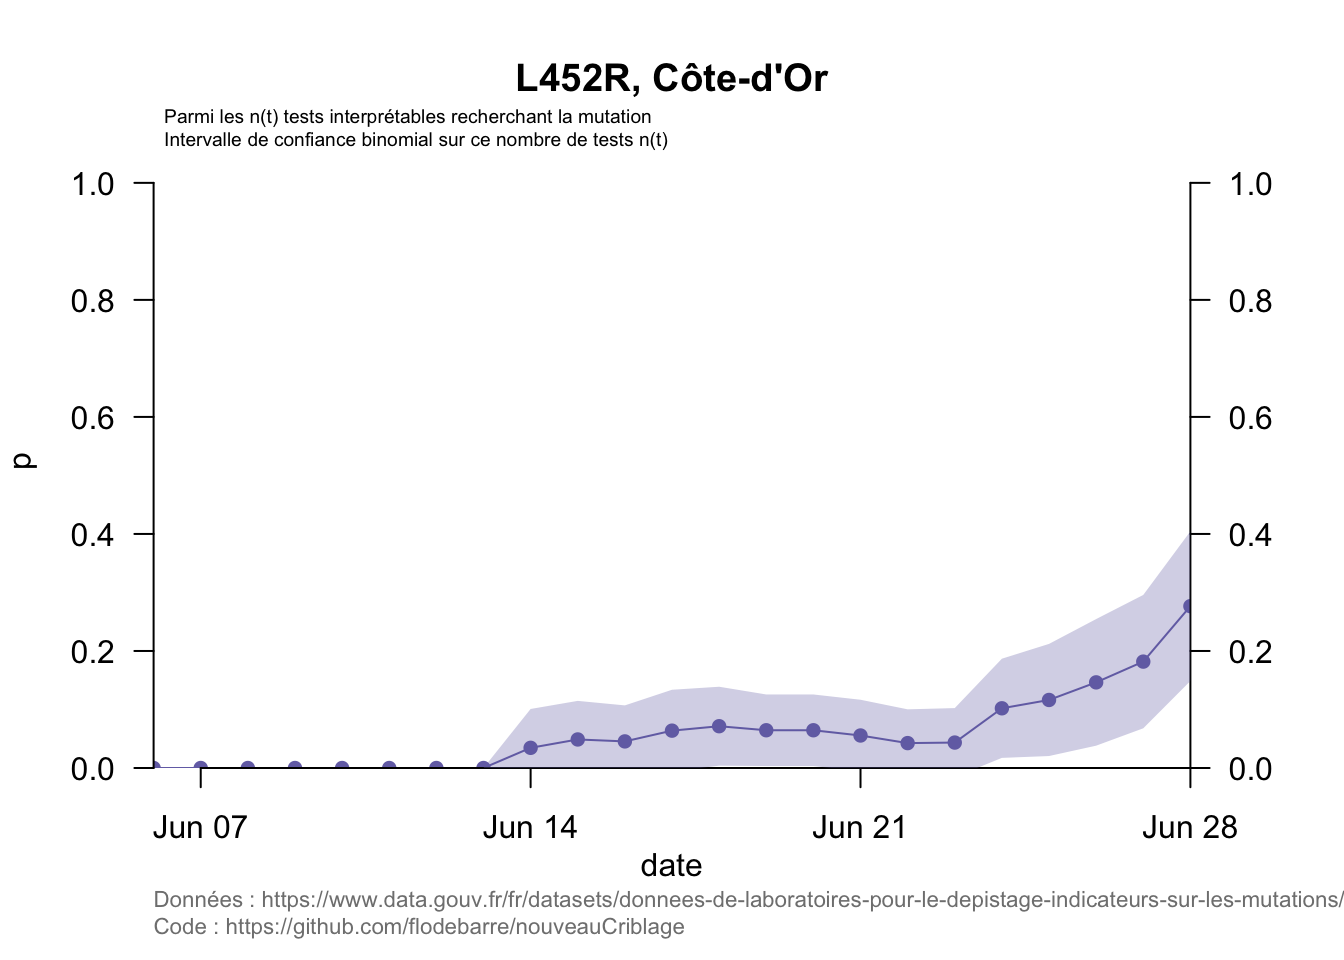 L452R, Côte-d'Or
Parmi les n(t) tests interprétables recherchant la mutation
Intervalle de confiance binomial sur ce nombre de tests n(t)
1.0 1.0
0.8 0.8
0.6 0.6
p
0.4 0.4
0.2 0.2
0.0 0.0
Jun 07 Jun 14 Jun 21 Jun 28
date
Données : https://www.data.gouv.fr/fr/datasets/donnees-de-laboratoires-pour-le-depistage-indicateurs-sur-les-mutations/
Code : https://github.com/flodebarre/nouveauCriblage